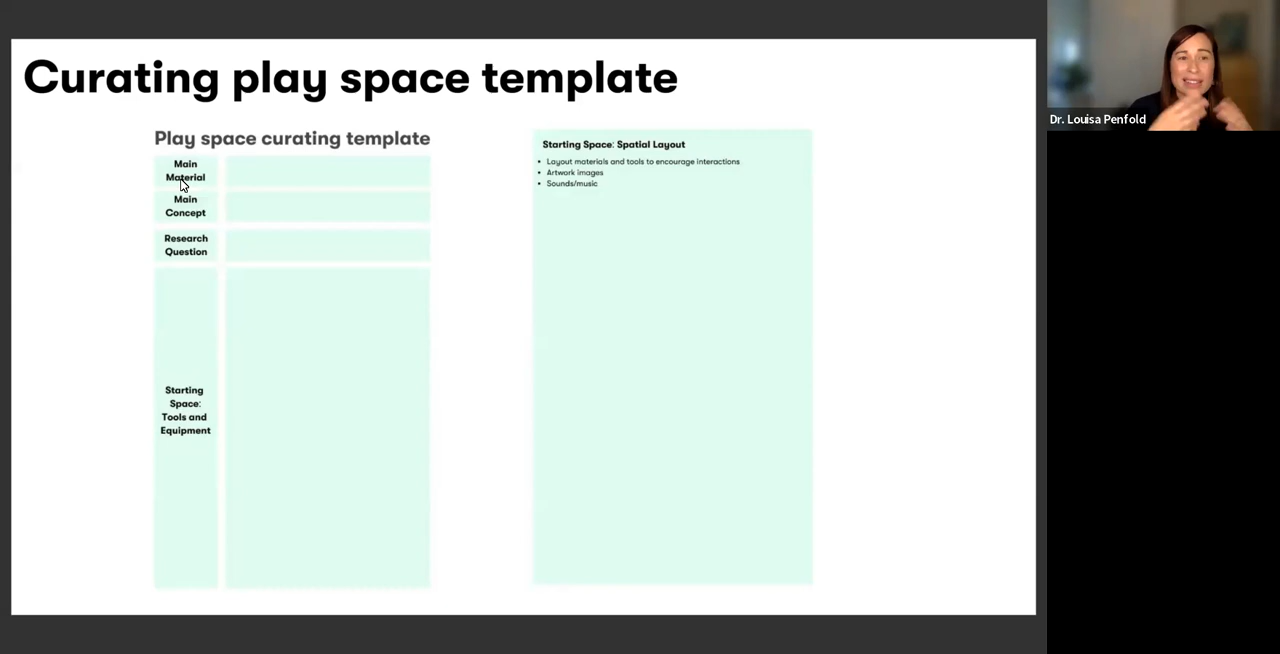 Curating play space template
Play space curating template
Main
Material
Main
Concept
Research
Question
Starting
Space:
Tools and
Equipment
Starting Space: Spatial Layout
• Layout materials and tools to encourage interactions
• Artwork images
• Sounds/music
Dr. Louisa Penfold